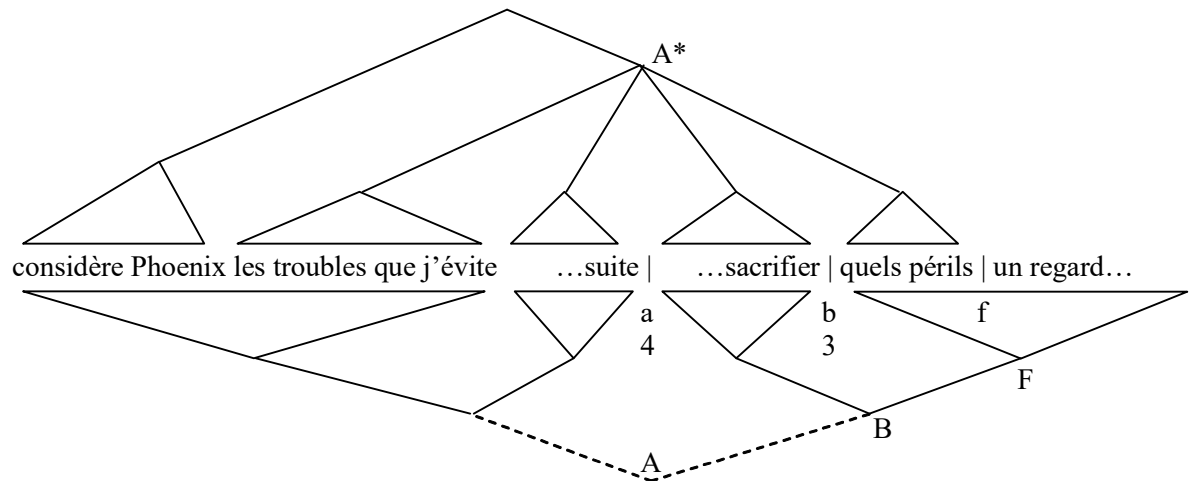 A*
considère Phoenix les troubles que j’évite …suite | …sacrifier | quels périls | un regard…
a b f
4 3
F
B
A